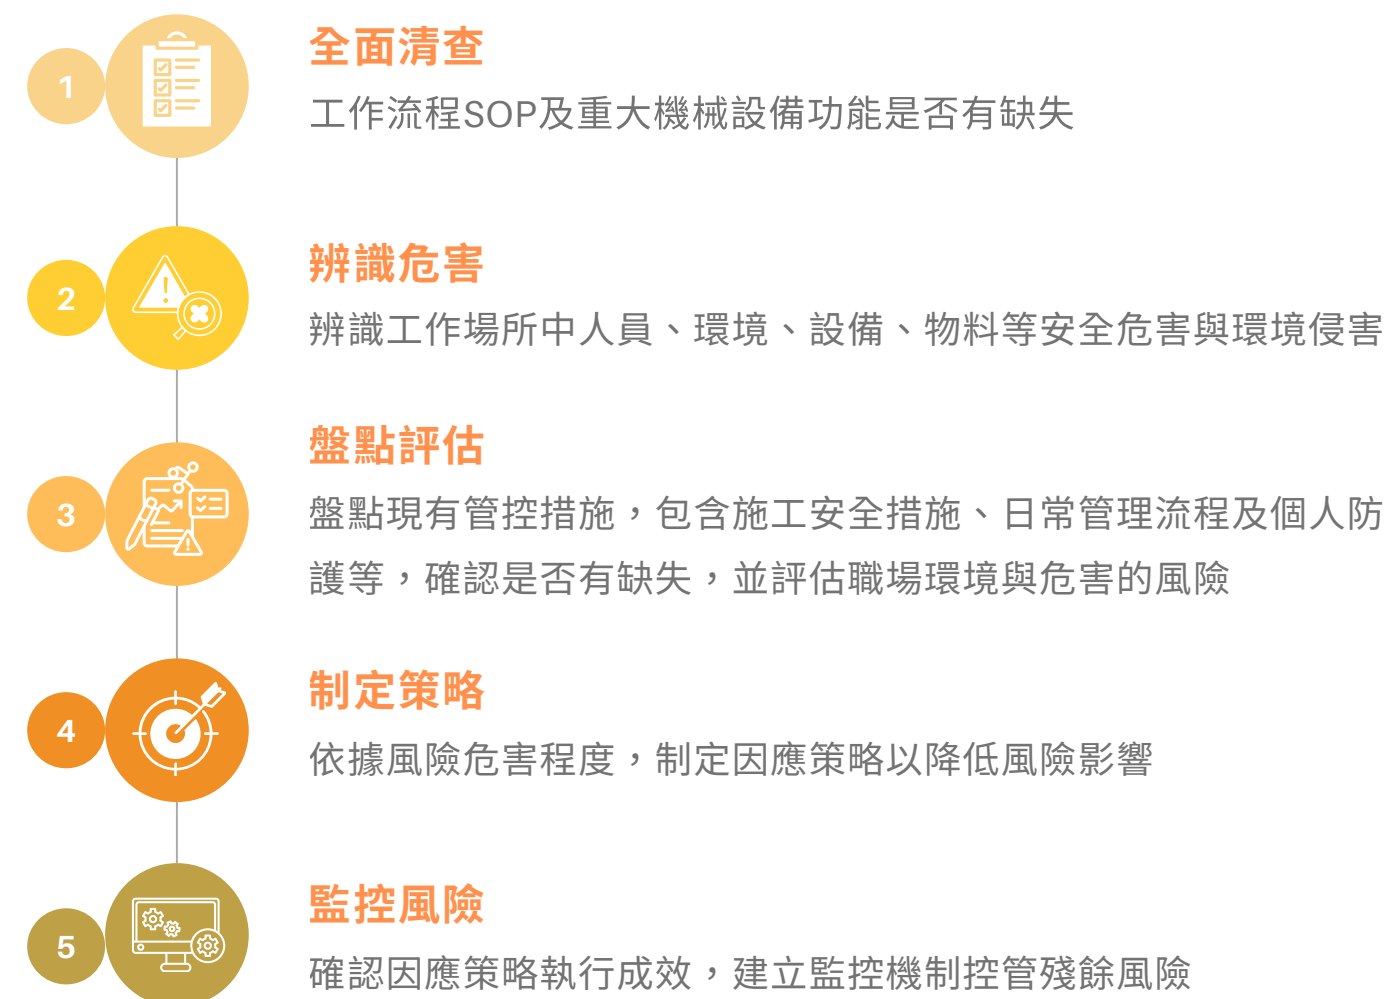 1
全面清查
工作流程SOP及重大機械設備功能是否有缺失
2
辨識危害
辨識工作場所中人員、環境、設備、物料等安全危害與環境侵害
3
盤點評估
盤點現有管控措施，包含施工安全措施、日常管理流程及個人防
護等，確認是否有缺失，並評估職場環境與危害的風險
4
制定策略
依據風險危害程度，制定因應策略以降低風險影響
5
監控風險
確認因應策略執行成效，建立監控機制控管殘餘風險